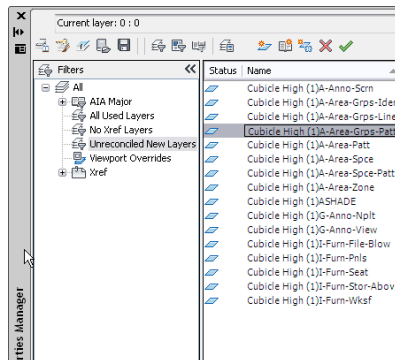 Current layer: 0 : 0
Filters
Status Name
All
AIA Major
All Used Layers
No Xref Layers
Unreconciled New Layers
Viewport Overrides
Xref
Cubicle High (1)A-Anno-Scrn
Cubicle High (1)A-Area-Grps-Iden
Cubicle High (1)A-Area-Grps-Line
Cubicle High (1)A-Area-Grps-Patt
Cubicle High (1)A-Area-Patt
Cubicle High (1)A-Area-Spce
Cubicle High (1)A-Area-Spce-Patt
Cubicle High (1)A-Area-Zone
Cubicle High (1)ASHADE
Cubicle High (1)G-Anno-Nplt
Cubicle High (1)G-Anno-View
Cubicle High (1)I-Furn-File-Blow
Cubicle High (1)I-Furn-Pnls
Cubicle High (1)I-Furn-Seat
Cubicle High (1)I-Furn-Stor-Abov
Cubicle High (1)I-Furn-Wksf
rties Manager